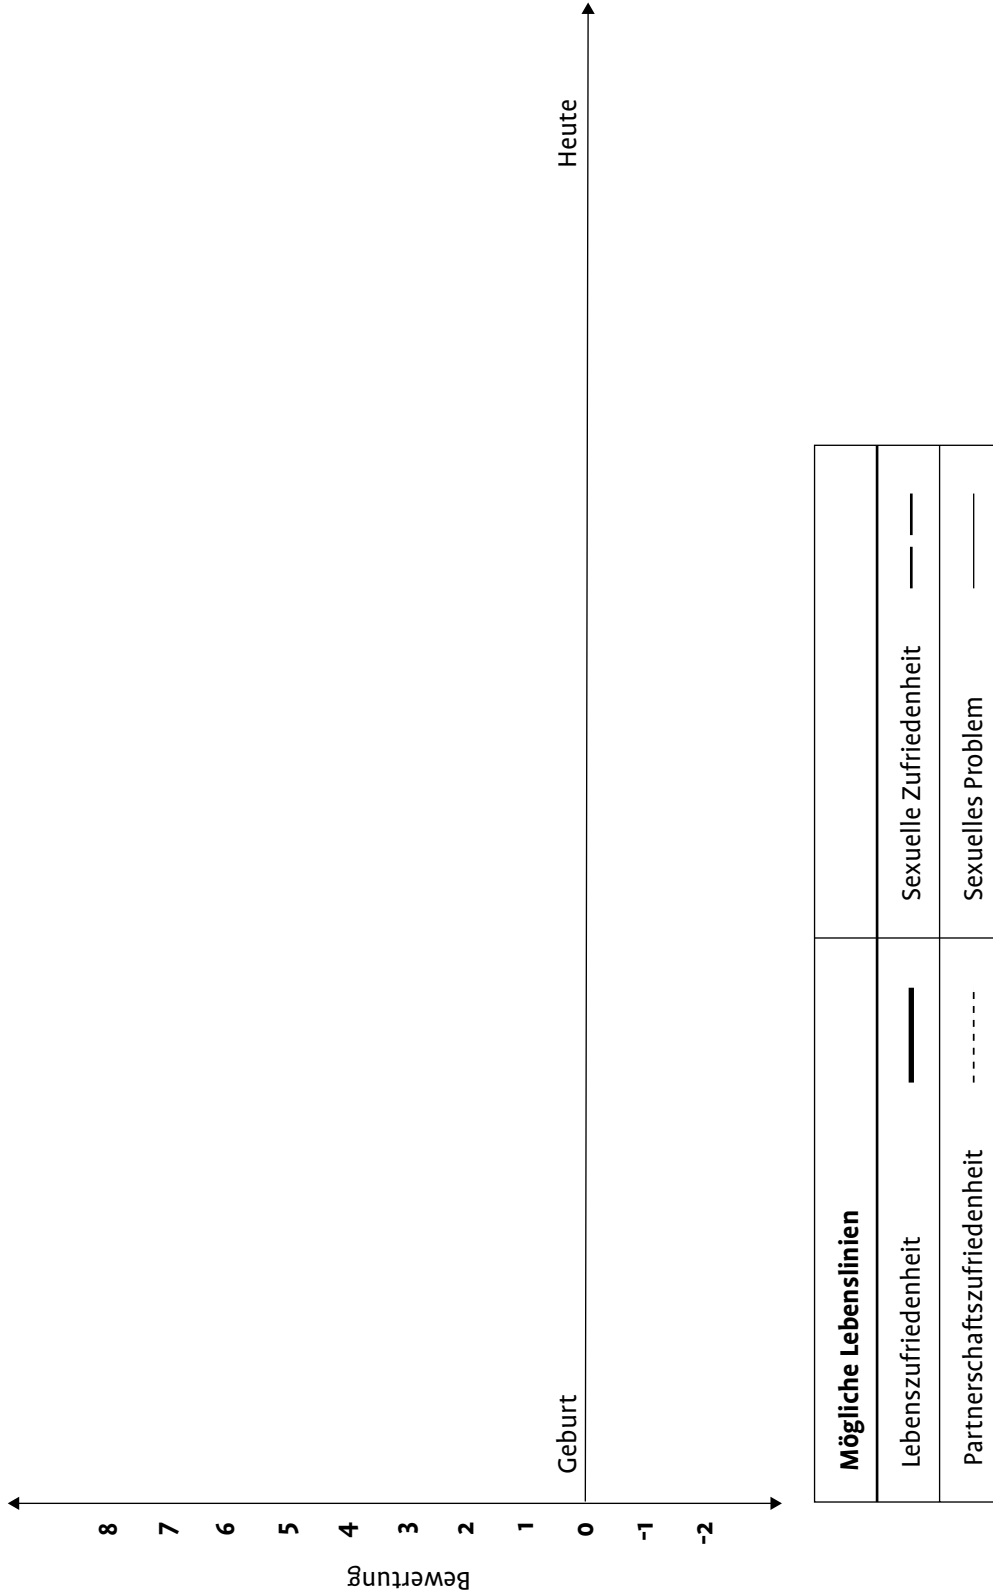 Bewertung
8
7
6
5
4
3
2
1
0
-1
-2
Geburt
Heute
Mögliche Lebenslinien
Lebenszufriedenheit
Sexuelle Zufriedenheit
Partnerschaftszufriedenheit
Sexuelles Problem